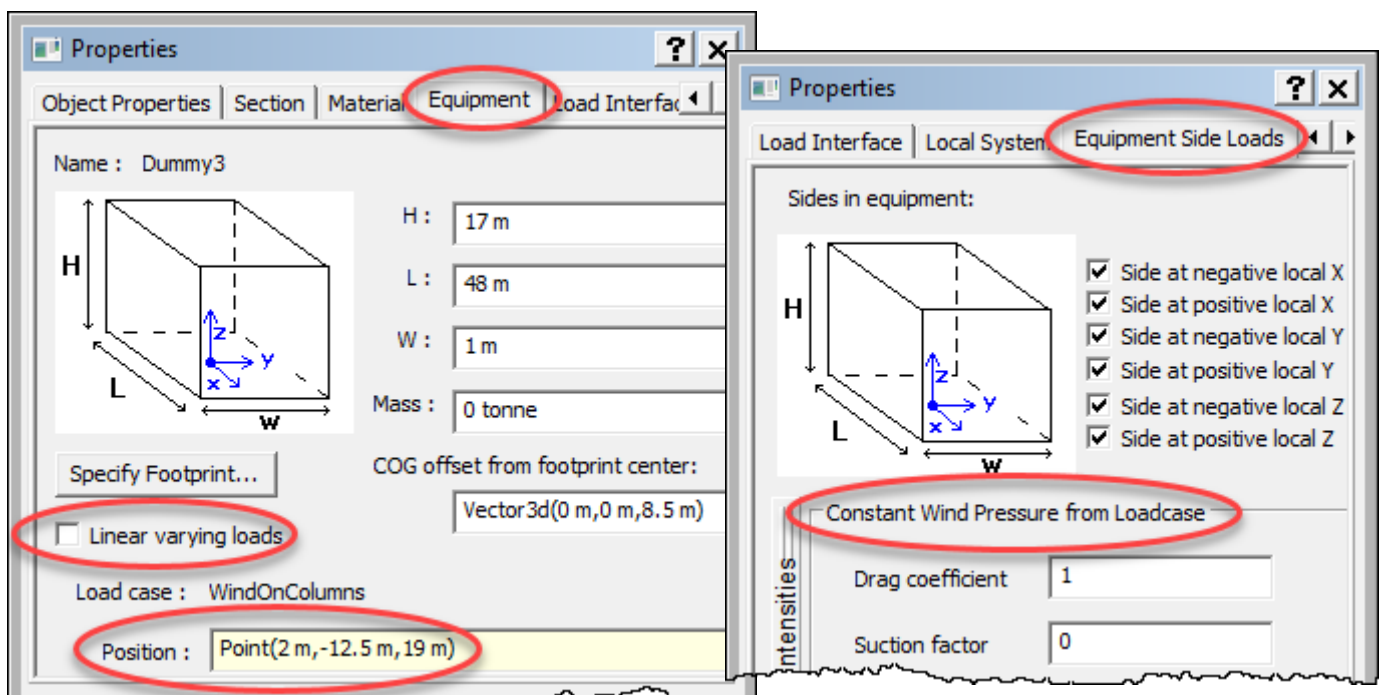 Properties
Object Properties Section Material Equipment Load Interfac
Name : Dummy3
H
L
W
z
y
x
H : 17 m
L : 48 m
W : 1 m
Mass : 0 tonne
Specify Footprint...
COG offset from footprint center:
Vector3d(0 m,0 m,8.5 m)
Linear varying loads
Load case : WindOnColumns
Position : Point(2 m,-12.5 m,19 m)
Properties
Load Interface Local System Equipment Side Loads
Sides in equipment:
H
L
W
z
y
x
Side at negative local X
Side at positive local X
Side at negative local Y
Side at positive local Y
Side at negative local Z
Side at positive local Z
Constant Wind Pressure from Loadcase
Drag coefficient 1
Suction factor 0